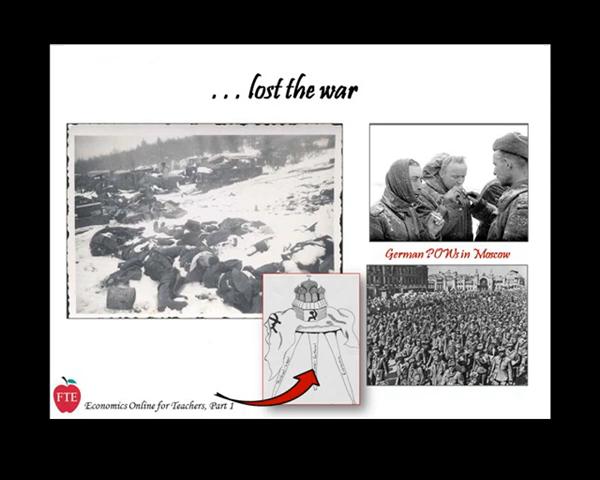 . . . lost the war
German POWs in Moscow
FTE
Economics Online for Teachers, Part 1